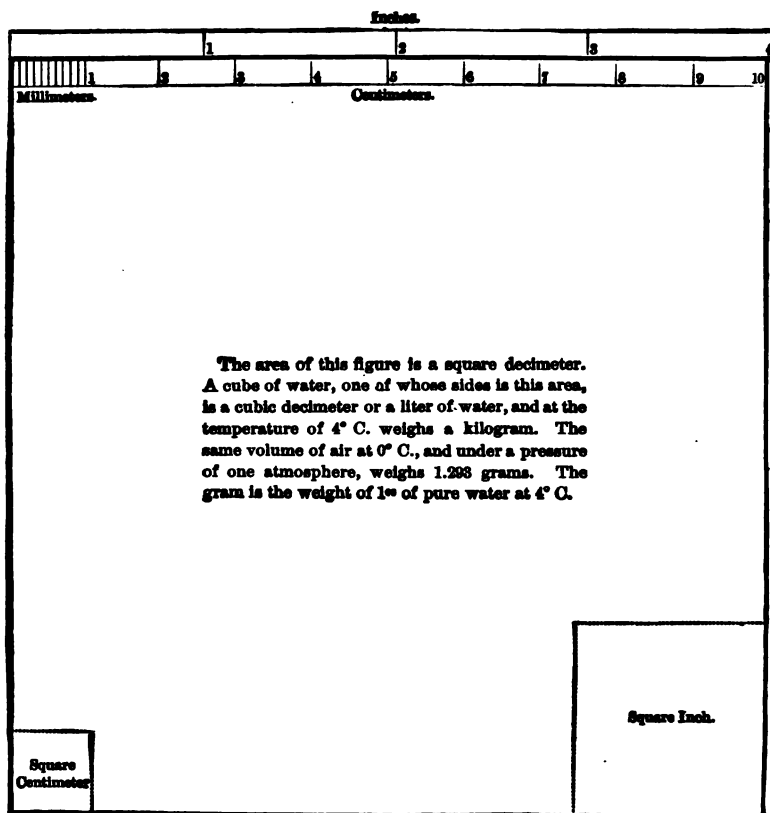 Inches.
1 2 3 4
1 2 3 4 5 6 7 8 9 10
Millimeters. Centimeters.
The area of this figure is a square decimeter.
A cube of water, one of whose sides is this area,
is a cubic decimeter or a liter of water, and at the
temperature of 4° C. weighs a kilogram. The
same volume of air at 0° C., and under a pressure
of one atmosphere, weighs 1.293 grams. The
gram is the weight of 1cc of pure water at 4° C.
Square Inch.
Square
Centimeter